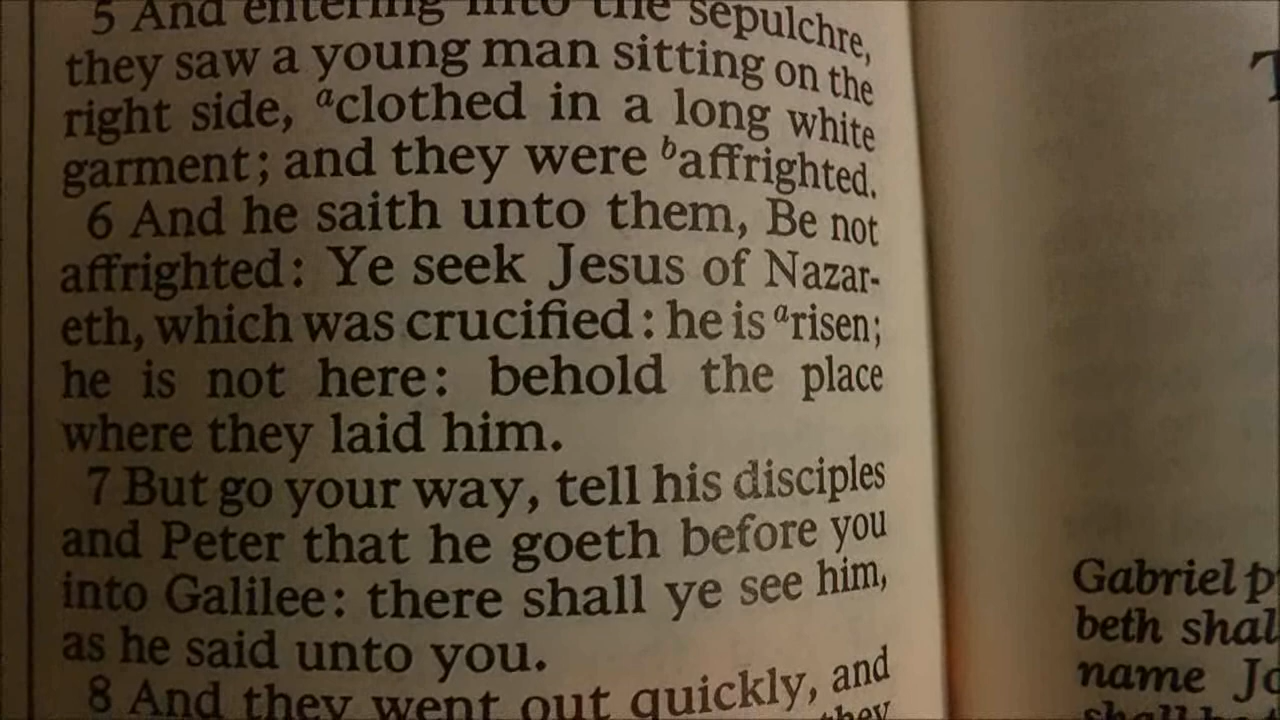 5 And entering into the sepulchre,
they saw a young man sitting on the
right side, aclothed in a long white
garment; and they were baffrighted.
6 And he saith unto them, Be not
affrighted: Ye seek Jesus of Nazar-
eth, which was crucified: he is arisen;
he is not here: behold the place
where they laid him.
7 But go your way, tell his disciples
and Peter that he goeth before you
into Galilee: there shall ye see him,
as he said unto you.
8 And they went out quickly, and
they
Gabriel
beth
name